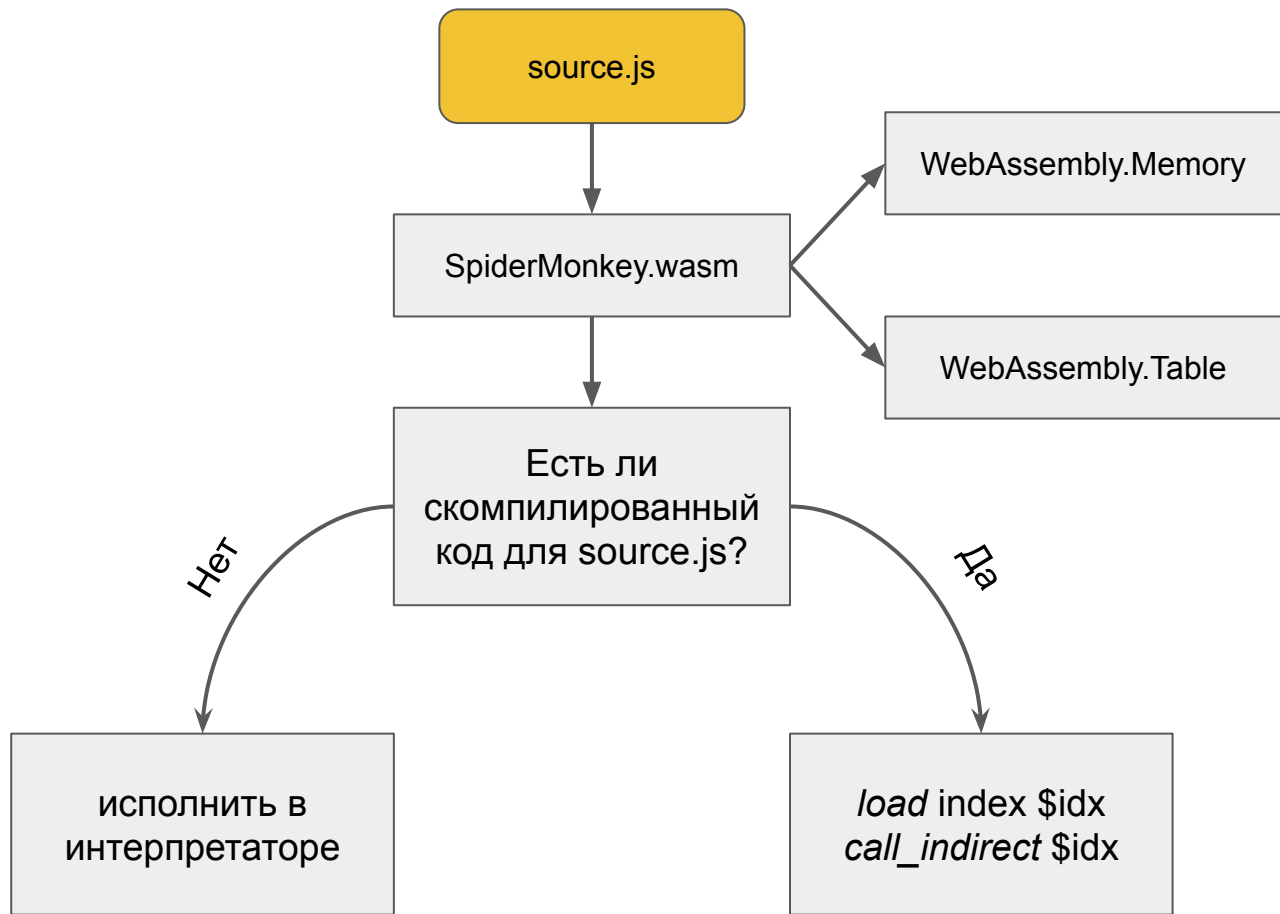 source.js
WebAssembly.Memory
SpiderMonkey.wasm
WebAssembly.Table
Есть ли
скомпилированный
код для source.js?
Нет
Да
исполнить в
интерпретаторе
load index $idx
call_indirect $idx